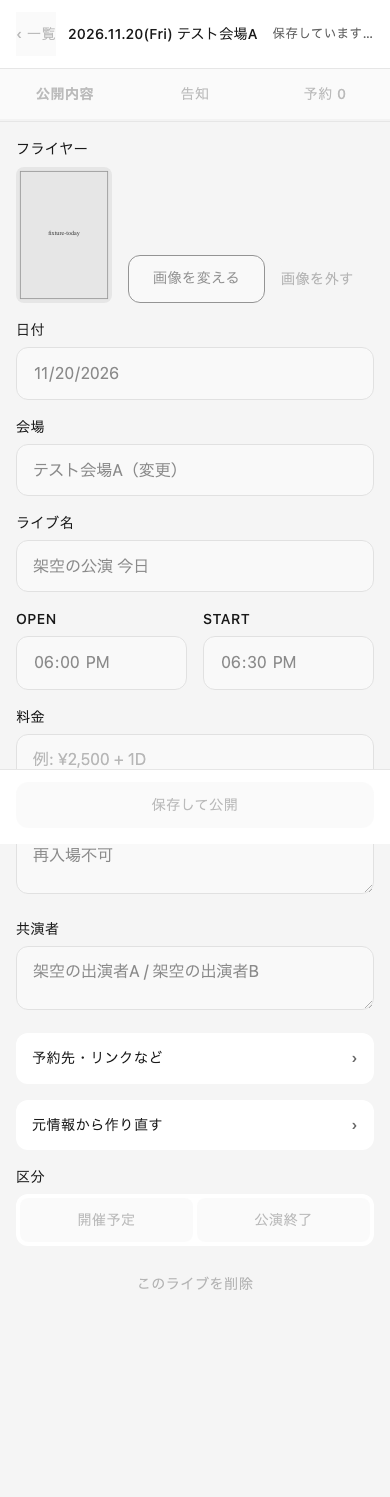 ‹ 一覧 2026.11.20(Fri) テスト会場A 保存しています…
公開内容 告知 予約 0
フライヤー
fixture-today
画像を変える 画像を外す
日付
11/20/2026
会場
テスト会場A（変更）
ライブ名
架空の公演 今日
OPEN START
06:00 PM 06:30 PM
料金
例: ¥2,500 + 1D
保存して公開
再入場不可
共演者
架空の出演者A / 架空の出演者B
予約先・リンクなど ›
元情報から作り直す ›
区分
開催予定 公演終了
このライブを削除